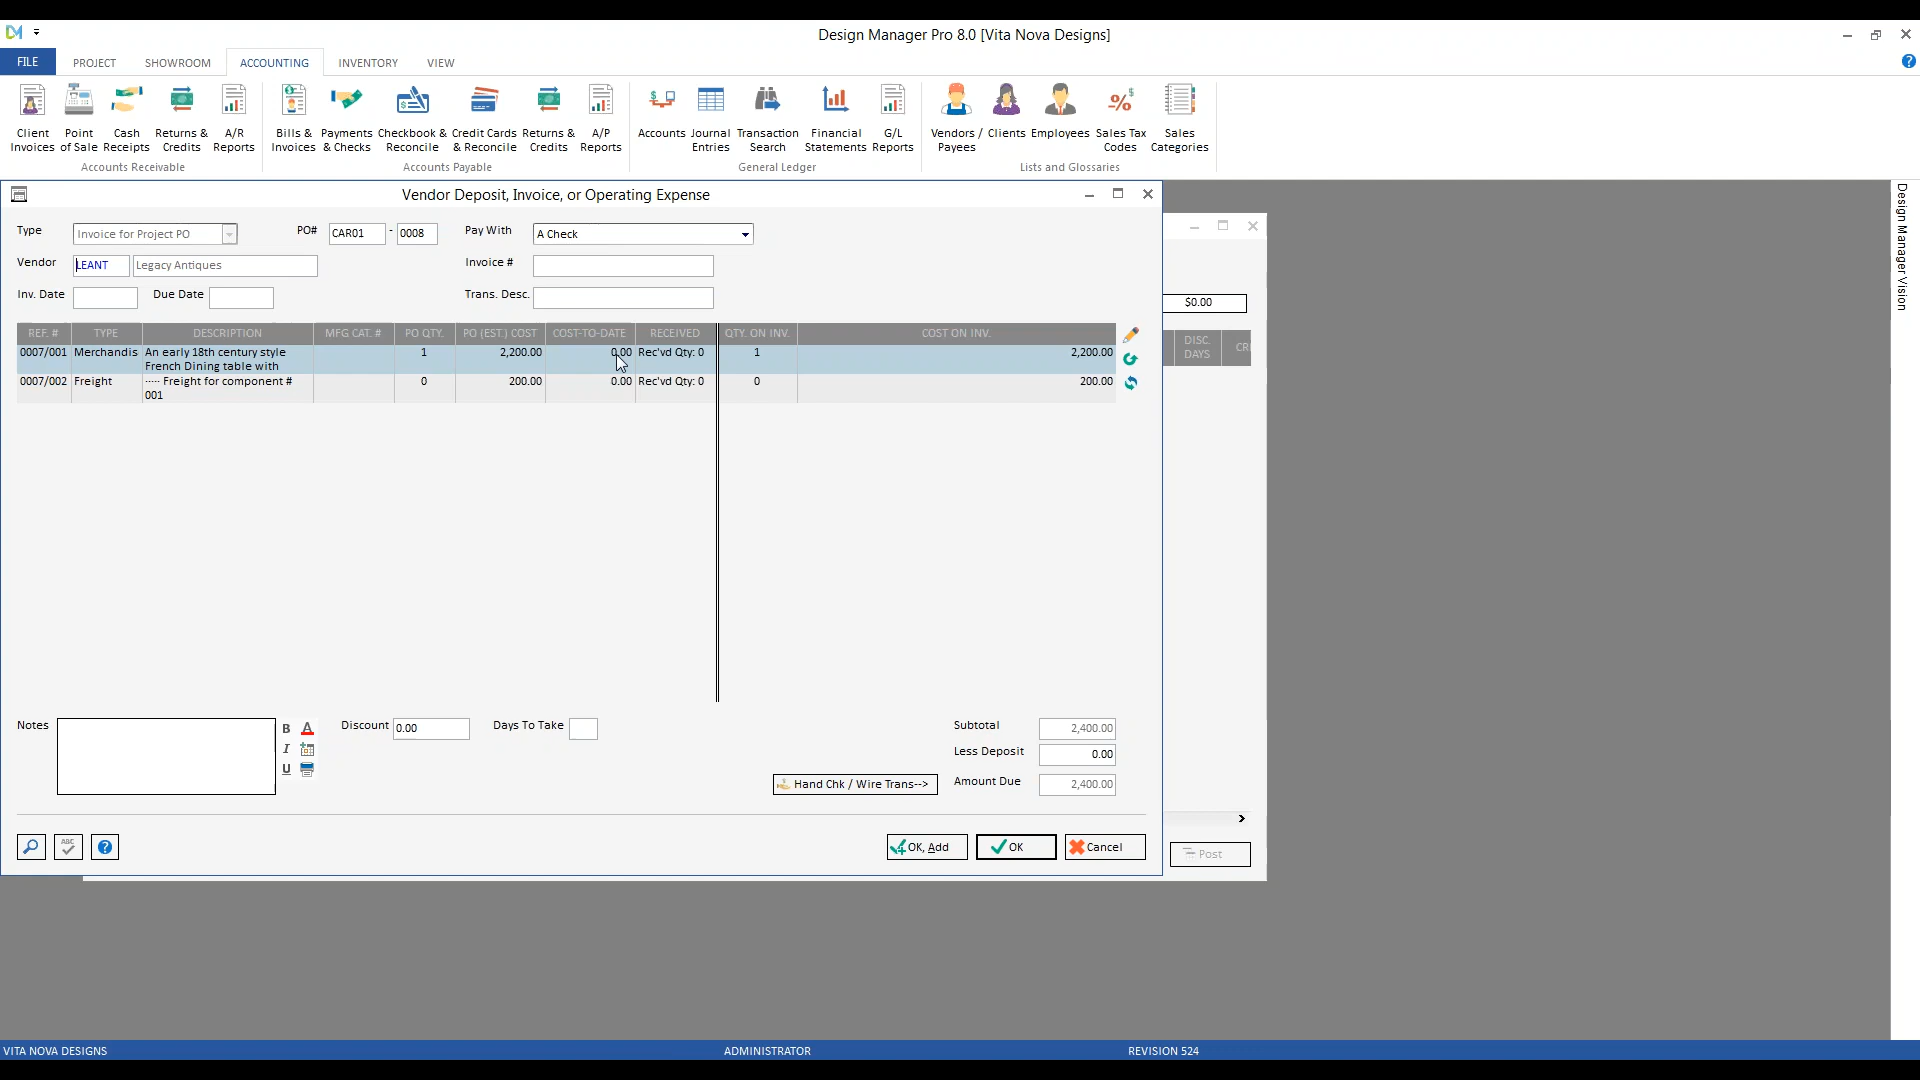 Design Manager Pro 8.0 [Vita Nova Designs]
FILE PROJECT SHOWROOM ACCOUNTING INVENTORY VIEW
Client Invoices
Point of Sale
Cash Receipts
Returns & Credits
A/R Reports
Accounts Receivable
Bills & Invoices
Payments & Checks
Checkbook & Reconcile
Credit Cards & Reconcile
Returns & Credits
A/P Reports
Accounts Payable
Accounts
Journal Entries
Transaction Search
Financial Statements
G/L Reports
General Ledger
Vendors / Payees
Clients
Employees
Sales Tax Codes
Sales Categories
Lists and Glossaries
Vendor Deposit, Invoice, or Operating Expense
Type Invoice for Project PO PO# CAR01 - 0008 Pay With A Check
Vendor LEANT Legacy Antiques Invoice #
Inv. Date Due Date Trans. Desc.
REF. # TYPE DESCRIPTION MFG CAT. # PO QTY. PO (EST.) COST COST-TO-DATE RECEIVED QTY. ON INV. COST ON INV.
0007/001 Merchandis An early 18th century style 1 2,200.00 0.00 Rec'vd Qty: 0 1 2,200.00
French Dining table with
0007/002 Freight ----- Freight for component # 0 200.00 0.00 Rec'vd Qty: 0 0 200.00
001
Notes B A I U Discount 0.00 Days To Take
Subtotal 2,400.00
Less Deposit 0.00
Hand Chk / Wire Trans--> Amount Due 2,400.00
ABC ? OK, Add OK Cancel
$0.00
DISC. DAYS CR
Post
Design Manager Vision
VITA NOVA DESIGNS ADMINISTRATOR REVISION 524